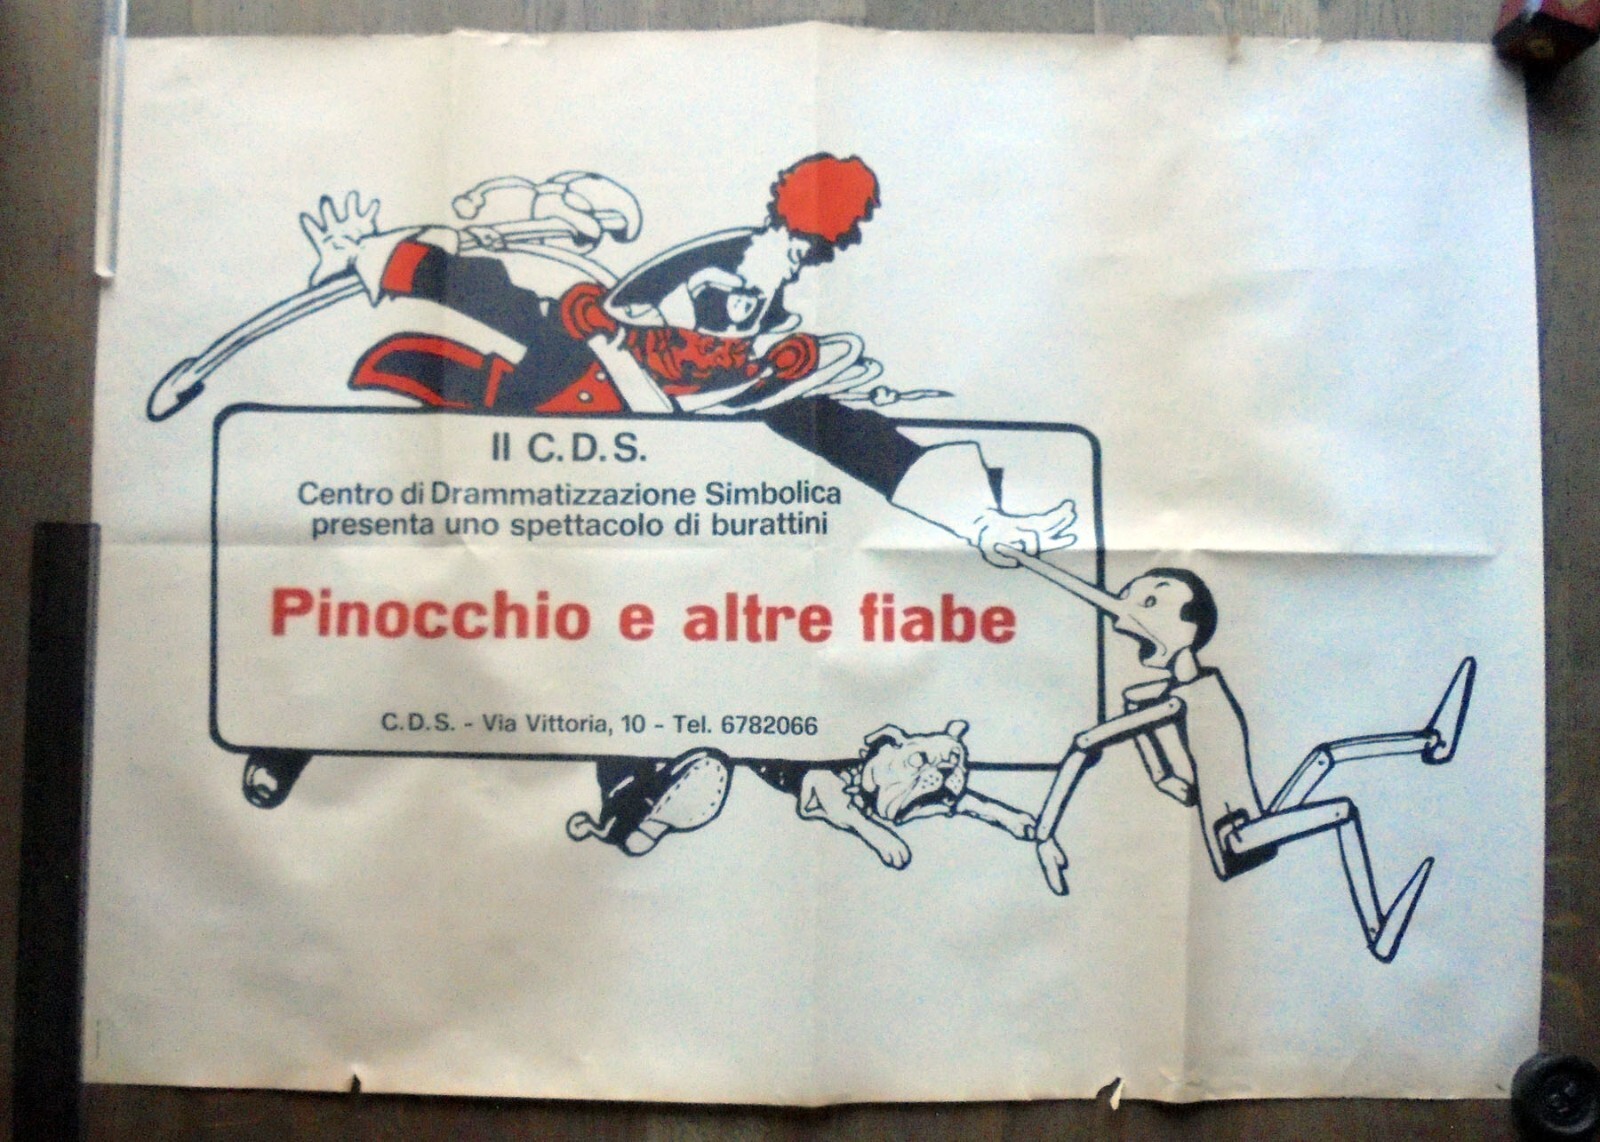 Il C.D.S.
Centro di Drammatizzazione Simbolica
presenta uno spettacolo di burattini
Pinocchio e altre fiabe
C.D.S. - Via Vittoria, 10 - Tel. 6782066